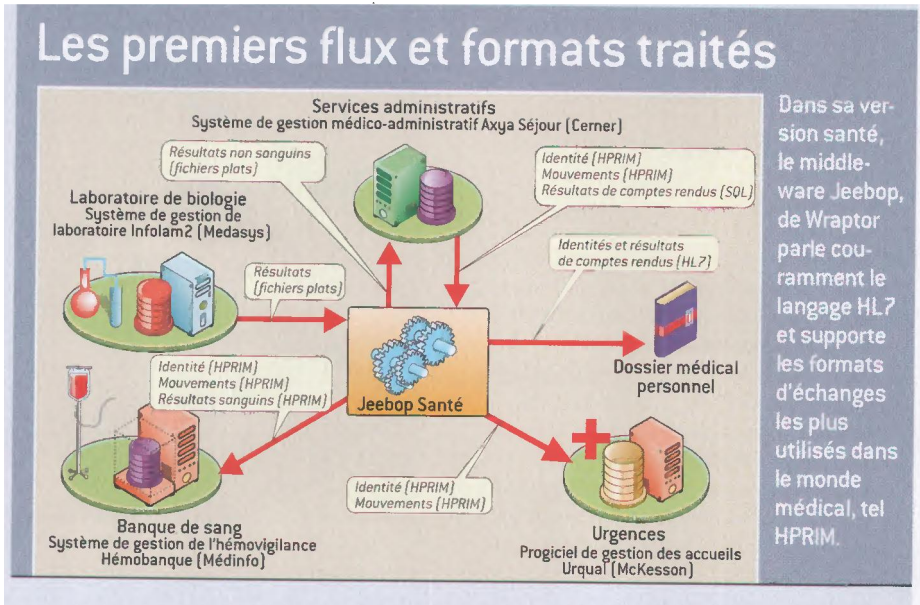 Les premiers flux et formats traités
Services administratifs
Système de gestion médico-administratif Axya Séjour (Cerner)
Résultats non sanguins
(fichiers plats)
Identité (HPRIM)
Mouvements (HPRIM)
Résultats de comptes rendus (SQL)
Laboratoire de biologie
Système de gestion de
laboratoire Infolam2 (Medasys)
Résultats
(fichiers plats)
Identités et résultats
de comptes rendus (HL7)
Dossier médical
personnel
Jeebop Santé
Identité (HPRIM)
Mouvements (HPRIM)
Résultats sanguins (HPRIM)
Identité (HPRIM)
Mouvements (HPRIM)
Banque de sang
Système de gestion de l'hémovigilance
Hémobanque (Médinfo)
Urgences
Progiciel de gestion des accueils
Urqual (McKesson)
Dans sa ver-
sion santé,
le middle-
ware Jeebop,
de Wraptor
parle cou-
ramment le
langage HL7
et supporte
les formats
d'échanges
les plus
utilisés dans
le monde
médical, tel
HPRIM.